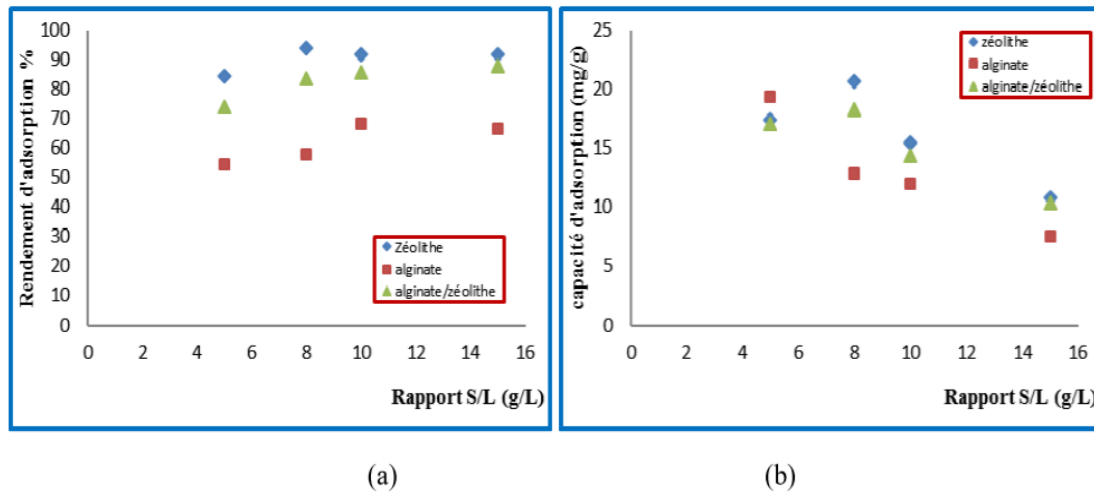 Rendement d'adsorption %
100
90
80
70
60
50
40
30
20
10
0
0 2 4 6 8 10 12 14 16
Rapport S/L (g/L)
Zéolithe
alginate
alginate/zéolithe
(a)
capacité d'adsorption (mg/g)
25
20
15
10
5
0
0 2 4 6 8 10 12 14 16
Rapport S/L (g/L)
zéolithe
alginate
alginate/zéolithe
(b)